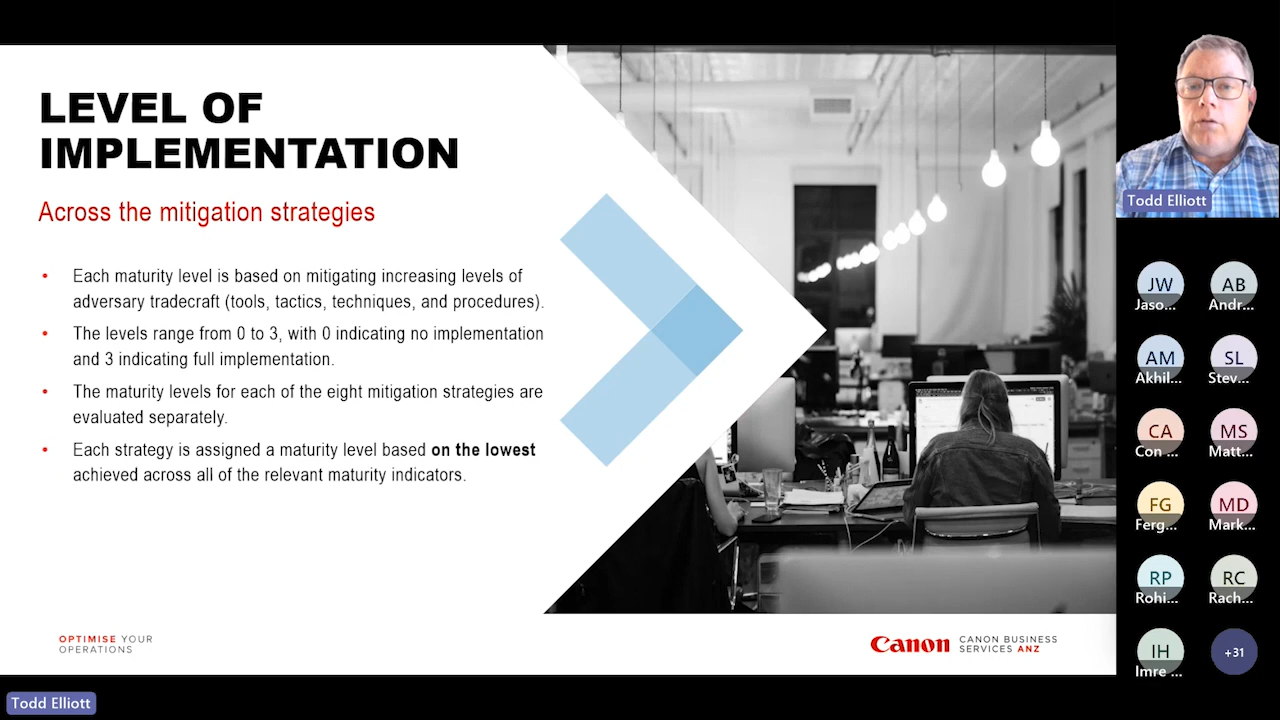 LEVEL OF
IMPLEMENTATION
Across the mitigation strategies
• Each maturity level is based on mitigating increasing levels of
adversary tradecraft (tools, tactics, techniques, and procedures).
• The levels range from 0 to 3, with 0 indicating no implementation
and 3 indicating full implementation.
• The maturity levels for each of the eight mitigation strategies are
evaluated separately.
• Each strategy is assigned a maturity level based on the lowest
achieved across all of the relevant maturity indicators.
OPTIMISE YOUR
OPERATIONS
Canon
CANON BUSINESS
SERVICES ANZ
Todd Elliott
JW
Jaso...
AB
Andr...
AM
Akhil...
SL
Stev...
CA
Con ...
MS
Matt...
FG
Ferg...
MD
Mark...
RP
Rohi...
RC
Rach...
IH
Imre ...
+31
Todd Elliott